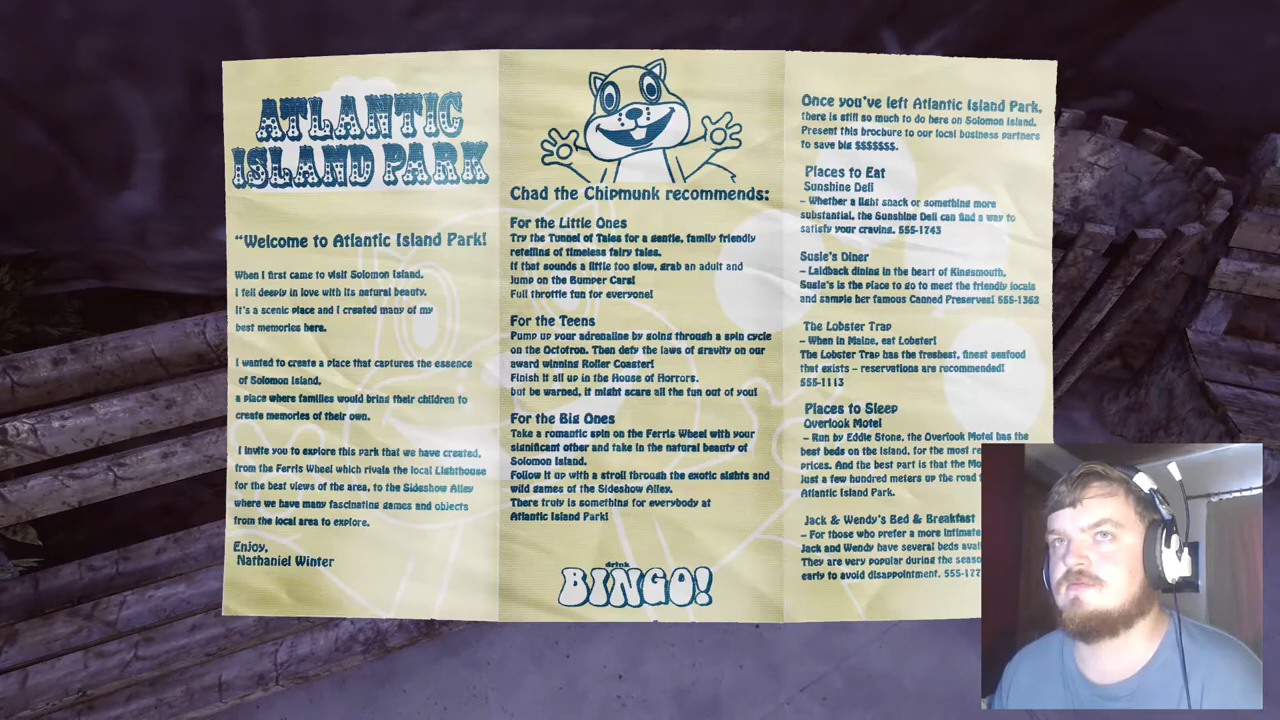 ATLANTIC
ISLAND PARK
"Welcome to Atlantic Island Park!
When I first came to visit Solomon Island,
I fell deeply in love with its natural beauty.
It's a scenic place and I created many of my
best memories here.
I wanted to create a place that captures the essence
of Solomon Island,
a place where families would bring their children to
create memories of their own.
I invite you to explore this park that we have created,
from the Ferris Wheel which rivals the local Lighthouse
for the best views of the area, to the Sideshow Alley
where we have many fascinating games and objects
from the local area to explore.
Enjoy,
Nathaniel Winter
Chad the Chipmunk recommends:
For the Little Ones
Try the Tunnel of Tales for a gentle, family friendly
retelling of timeless fairy tales.
If that sounds a little too slow, grab an adult and
jump on the Bumper Cars!
Full throttle fun for everyone!
For the Teens
Pump up your adrenaline by going through a spin cycle
on the Octotron. Then defy the laws of gravity on our
award winning Roller Coaster!
Finish it all up in the House of Horrors.
but be warned, it might scare all the fun out of you!
For the Big Ones
Take a romantic spin on the Ferris Wheel with your
significant other and take in the natural beauty of
Solomon Island.
Follow it up with a stroll through the exotic sights and
wild games of the Sideshow Alley.
There truly is something for everybody at
Atlantic Island Park!
drink
BINGO!
Once you've left Atlantic Island Park,
there is still so much to do here on Solomon Island.
Present this brochure to our local business partners
to save big $$$$$$$.
Places to Eat
Sunshine Deli
- Whether a light snack or something more
substantial, the Sunshine Deli can find a way to
satisfy your craving. 555-1743
Susie's Diner
- Laidback dining in the heart of Kingsmouth,
Susie's is the place to go to meet the friendly locals
and sample her famous Canned Preserves! 555-1362
The Lobster Trap
- When in Maine, eat Lobster!
The Lobster Trap has the freshest, finest seafood
that exists - reservations are recommended!
555-1113
Places to Sleep
Overlook Motel
- Run by Eddie Stone, the Overlook Motel has the
best beds on the island, for the most
prices. And the best part is that the
just a few hundred meters up the road
Atlantic Island Park.
Jack & Wendy's Bed & Breakfast
- For those who prefer a more intimate
Jack and Wendy have several beds
They are very popular during the
early to avoid disappointment. 555-177